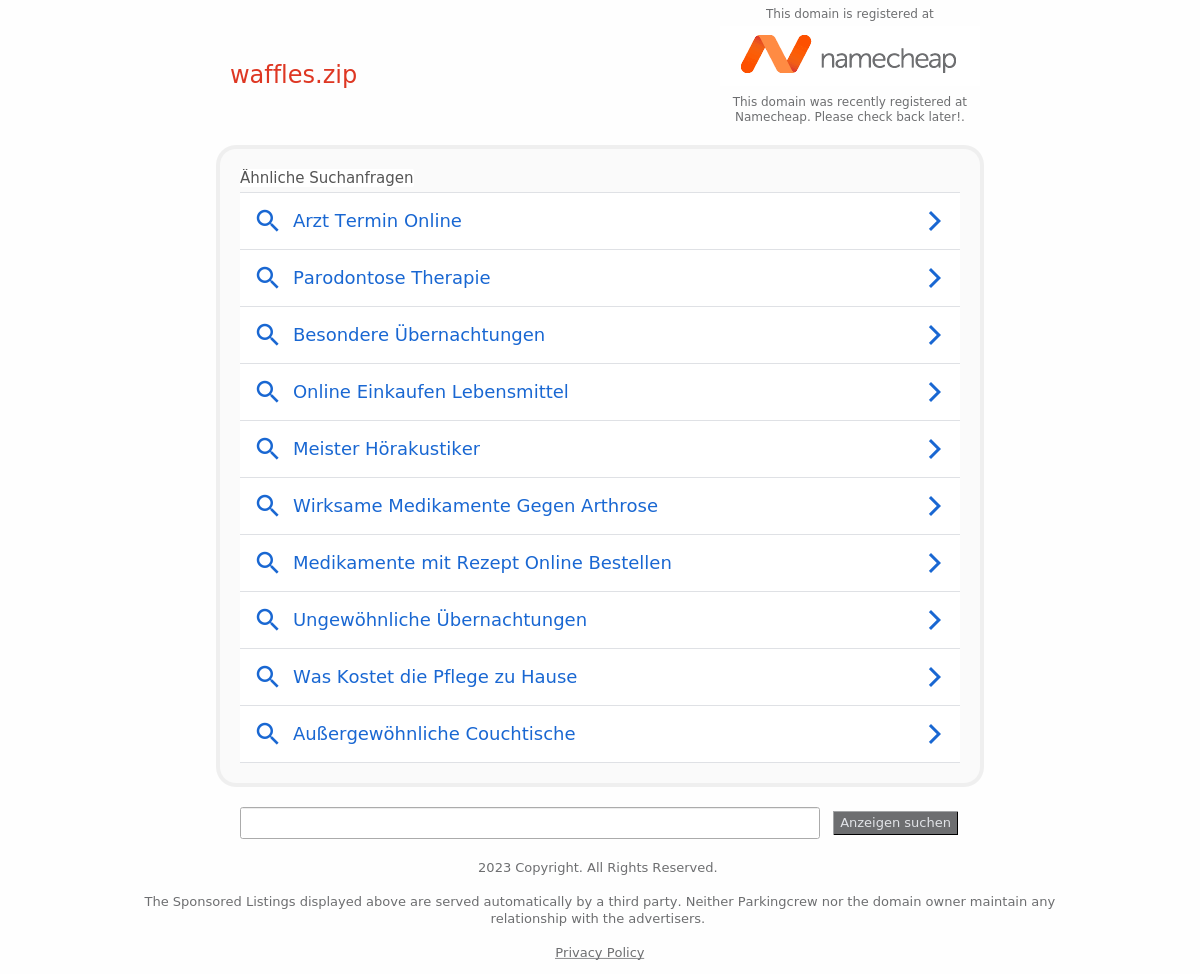 This domain is registered at
namecheap
waffles.zip
This domain was recently registered at
Namecheap. Please check back later!.
Ähnliche Suchanfragen
Arzt Termin Online
Parodontose Therapie
Besondere Übernachtungen
Online Einkaufen Lebensmittel
Meister Hörakustiker
Wirksame Medikamente Gegen Arthrose
Medikamente mit Rezept Online Bestellen
Ungewöhnliche Übernachtungen
Was Kostet die Pflege zu Hause
Außergewöhnliche Couchtische
Anzeigen suchen
2023 Copyright. All Rights Reserved.
The Sponsored Listings displayed above are served automatically by a third party. Neither Parkingcrew nor the domain owner maintain any
relationship with the advertisers.
Privacy Policy